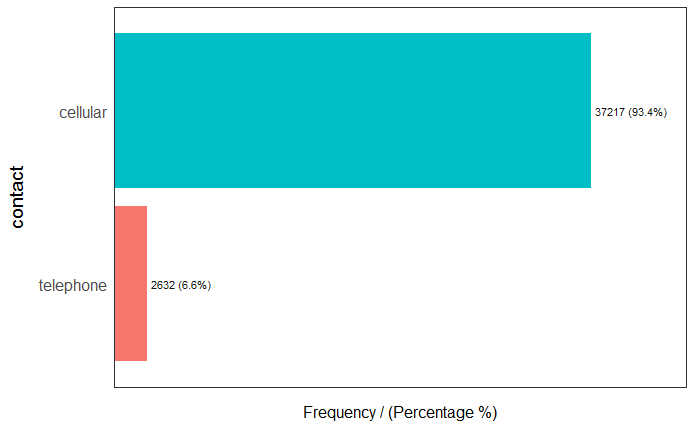 contact
cellular
37217 (93.4%)
telephone
2632 (6.6%)
Frequency / (Percentage %)